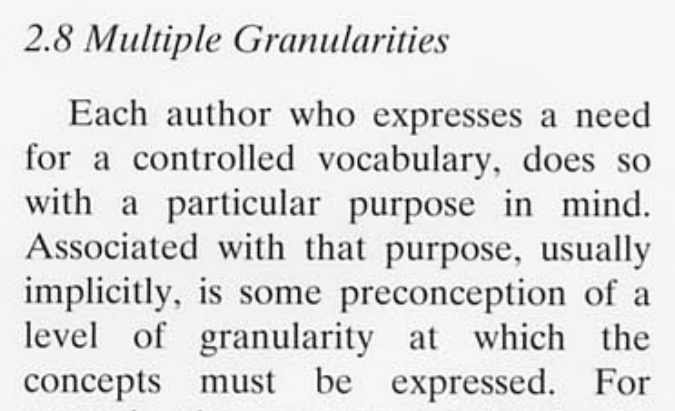 2.8 Multiple Granularities
Each author who expresses a need
for a controlled vocabulary, does so
with a particular purpose in mind.
Associated with that purpose, usually
implicitly, is some preconception of a
level of granularity at which the
concepts must be expressed. For